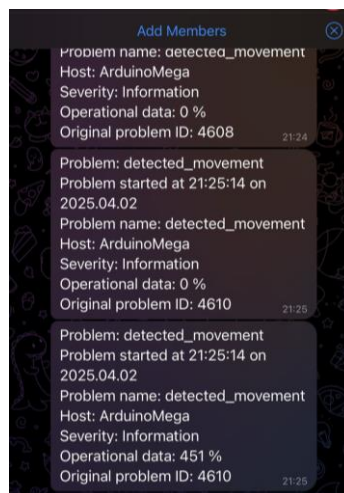 Add Members
Problem name: detected_movement
Host: ArduinoMega
Severity: Information
Operational data: 0 %
Original problem ID: 4608
21:24
Problem: detected_movement
Problem started at 21:25:14 on
2025.04.02
Problem name: detected_movement
Host: ArduinoMega
Severity: Information
Operational data: 0 %
Original problem ID: 4610
21:25
Problem: detected_movement
Problem started at 21:25:14 on
2025.04.02
Problem name: detected_movement
Host: ArduinoMega
Severity: Information
Operational data: 451 %
Original problem ID: 4610
21:25